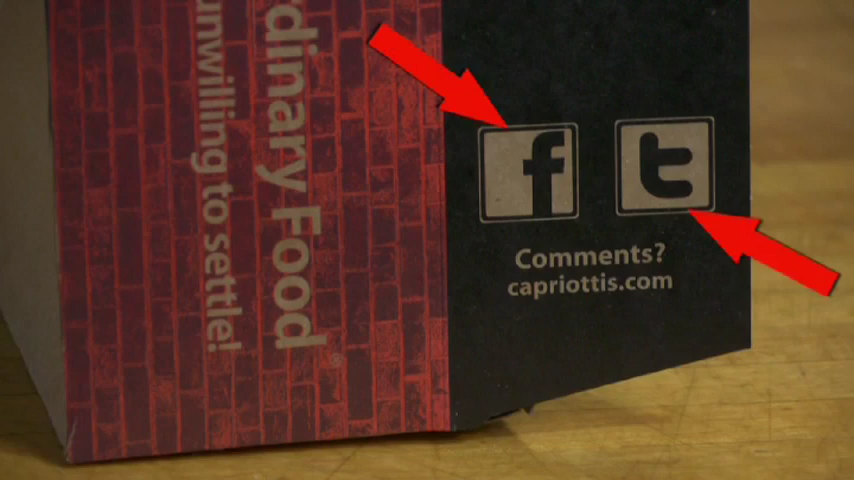 dinary Food®
unwilling to settle!
f
t
Comments?
capriottis.com